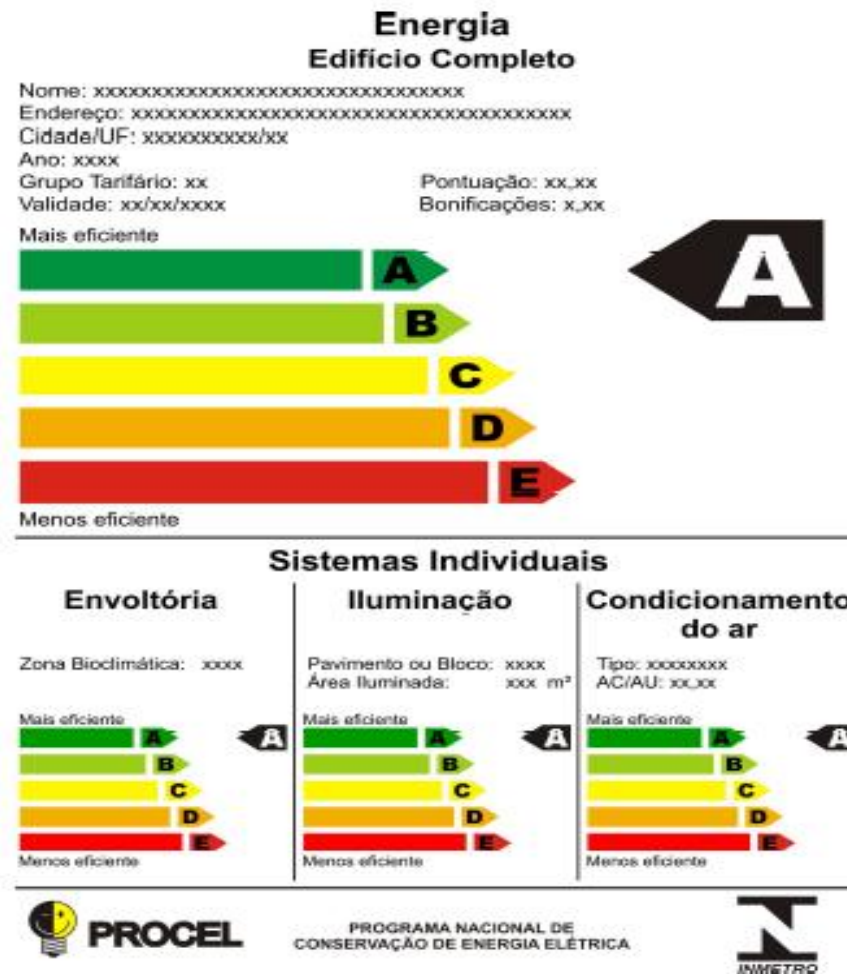 Energia
Edifício Completo
Nome: xxxxxxxxxxxxxxxxxxxxxxxxxxxxxxxx
Endereço: xxxxxxxxxxxxxxxxxxxxxxxxxxxxxxxxxxxxxx
Cidade/UF: xxxxxxxxxx/xx
Ano: xxxx
Grupo Tarifário: xx Pontuação: xx,xx
Validade: xx/xx/xxxx Bonificações: x,xx
Mais eficiente
A A
B
C
D
E
Menos eficiente
Sistemas Individuais
Envoltória
Zona Bioclimática: xxxx
Mais eficiente
A A
B
C
D
E
Menos eficiente
Iluminação
Pavimento ou Bloco: xxxx
Área Iluminada: xxx m²
Mais eficiente
A A
B
C
D
E
Menos eficiente
Condicionamento
do ar
Tipo: xxxxxxxx
AC/AU: xx,xx
Mais eficiente
A A
B
C
D
E
Menos eficiente
PROCEL
PROGRAMA NACIONAL DE
CONSERVAÇÃO DE ENERGIA ELÉTRICA
INMETRO